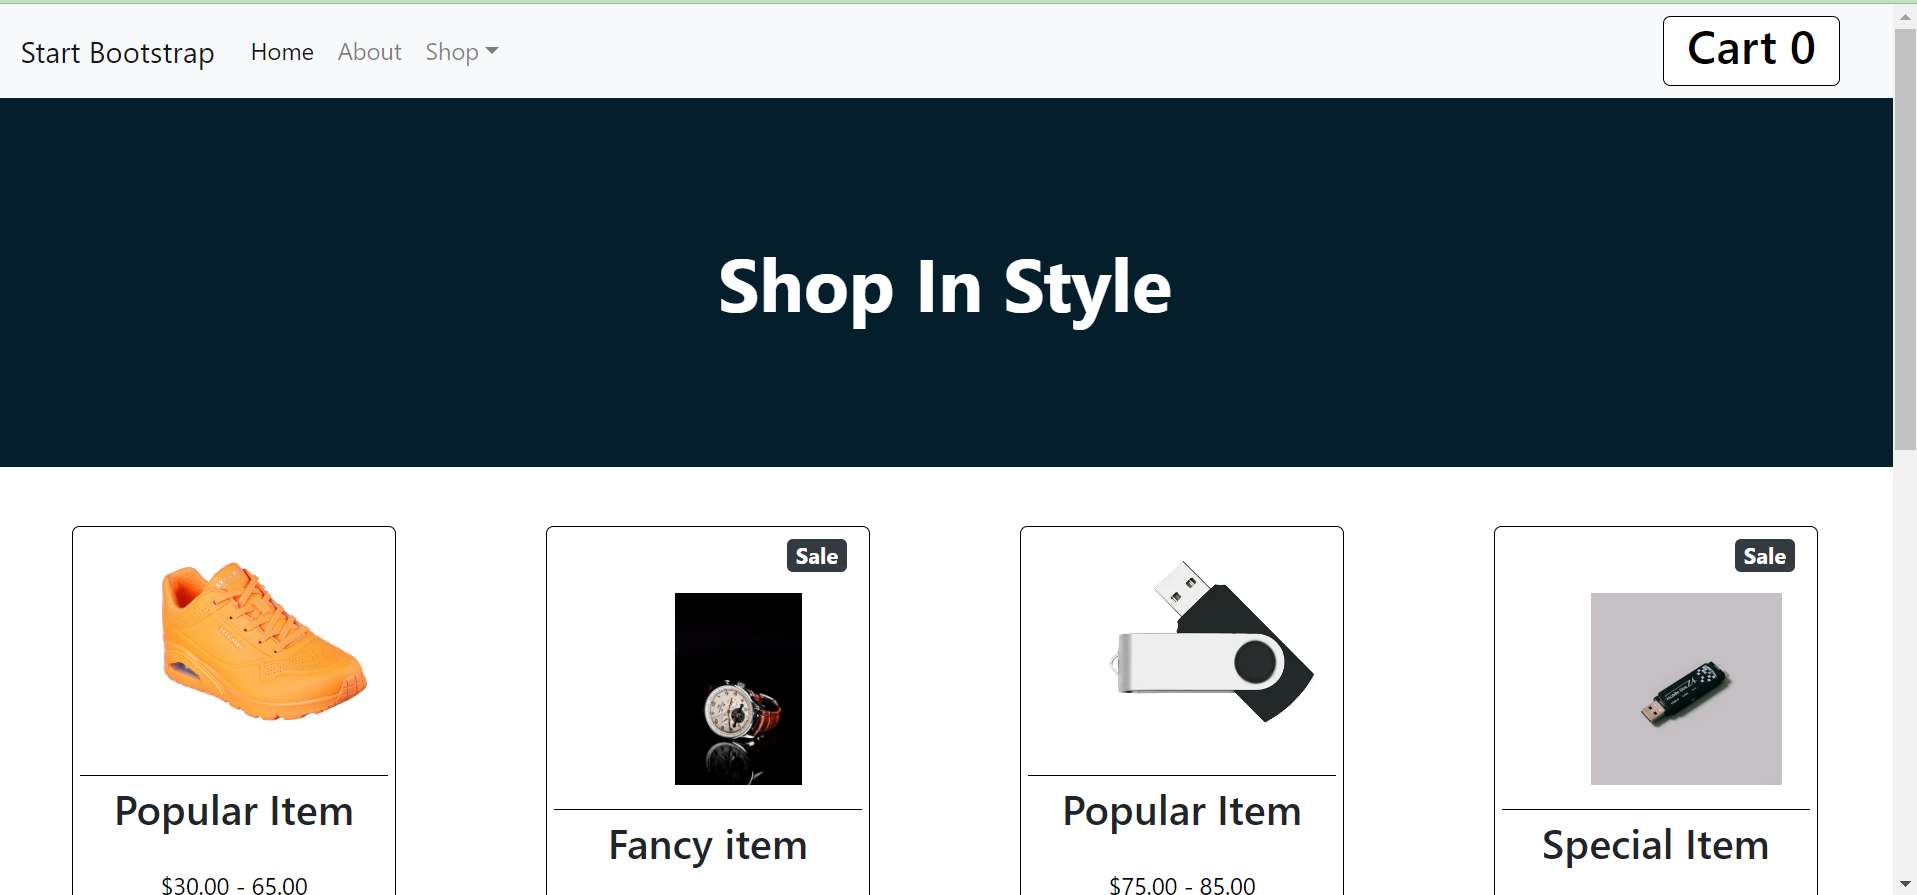 Start Bootstrap Home About Shop Cart 0
Shop In Style
Sale Sale
Popular Item Fancy item Popular Item Special Item
$30.00 - 65.00 $75.00 - 85.00